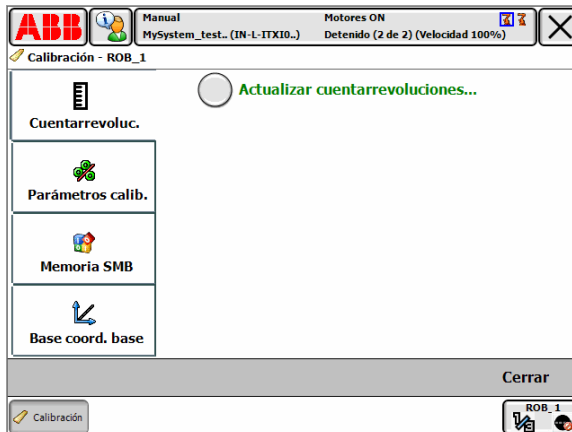 ABB
Manual
MySystem_test.. (IN-L-ITXI0..)
Motores ON
Detenido (2 de 2) (Velocidad 100%)
Calibración - ROB_1
Cuentarrevoluc.
Actualizar cuentarrevoluciones...
Parámetros calib.
Memoria SMB
Base coord. base
Cerrar
Calibración
ROB_1
1/3